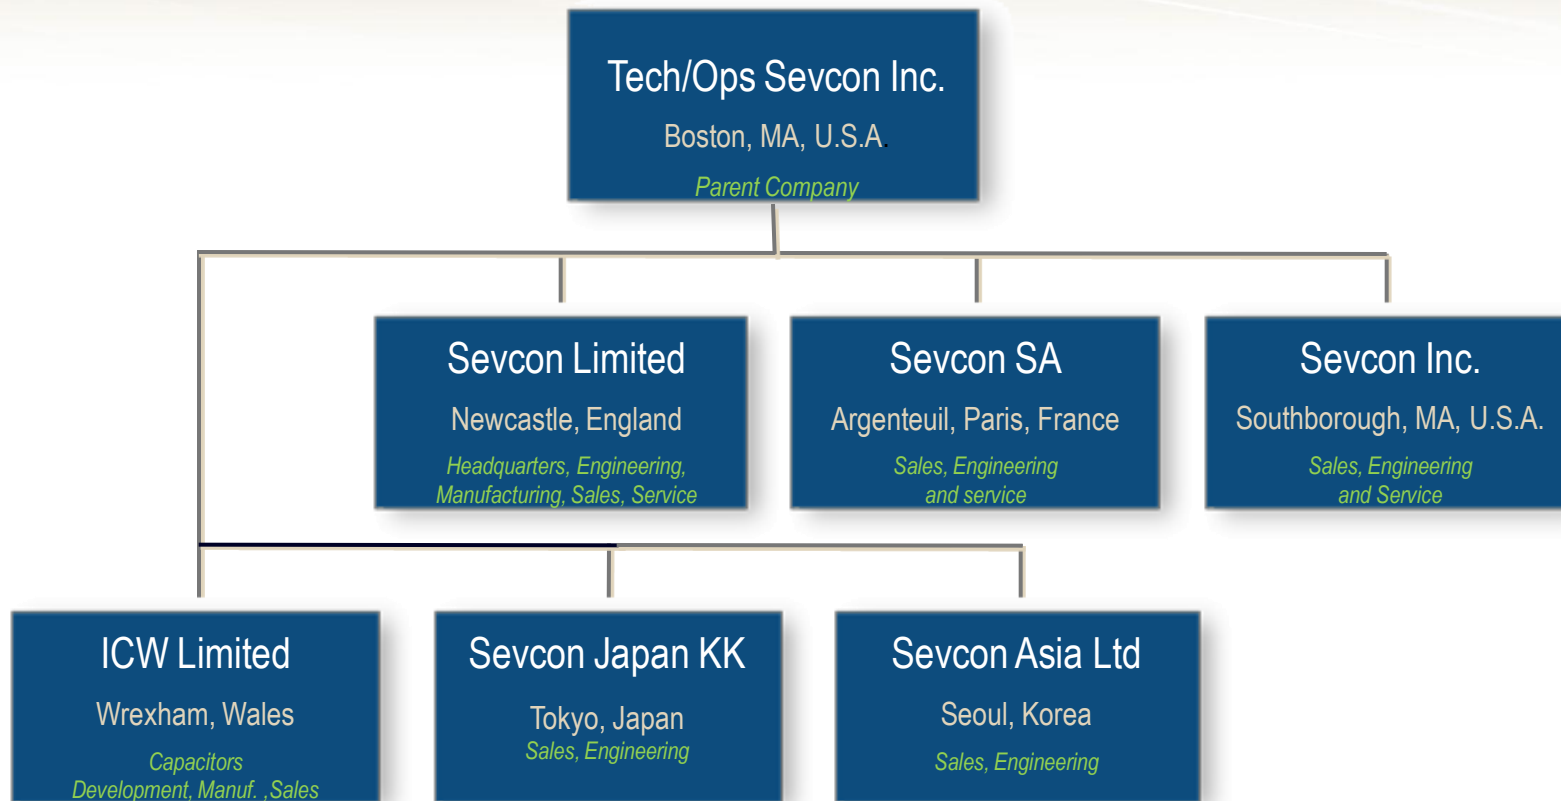 Tech/Ops Sevcon Inc.
Boston, MA, U.S.A.
Parent Company
Sevcon Limited
Newcastle, England
Headquarters, Engineering,
Manufacturing, Sales, Service
Sevcon SA
Argenteuil, Paris, France
Sales, Engineering
and service
Sevcon Inc.
Southborough, MA, U.S.A.
Sales, Engineering
and Service
ICW Limited
Wrexham, Wales
Capacitors
Development, Manuf. ,Sales
Sevcon Japan KK
Tokyo, Japan
Sales, Engineering
Sevcon Asia Ltd
Seoul, Korea
Sales, Engineering